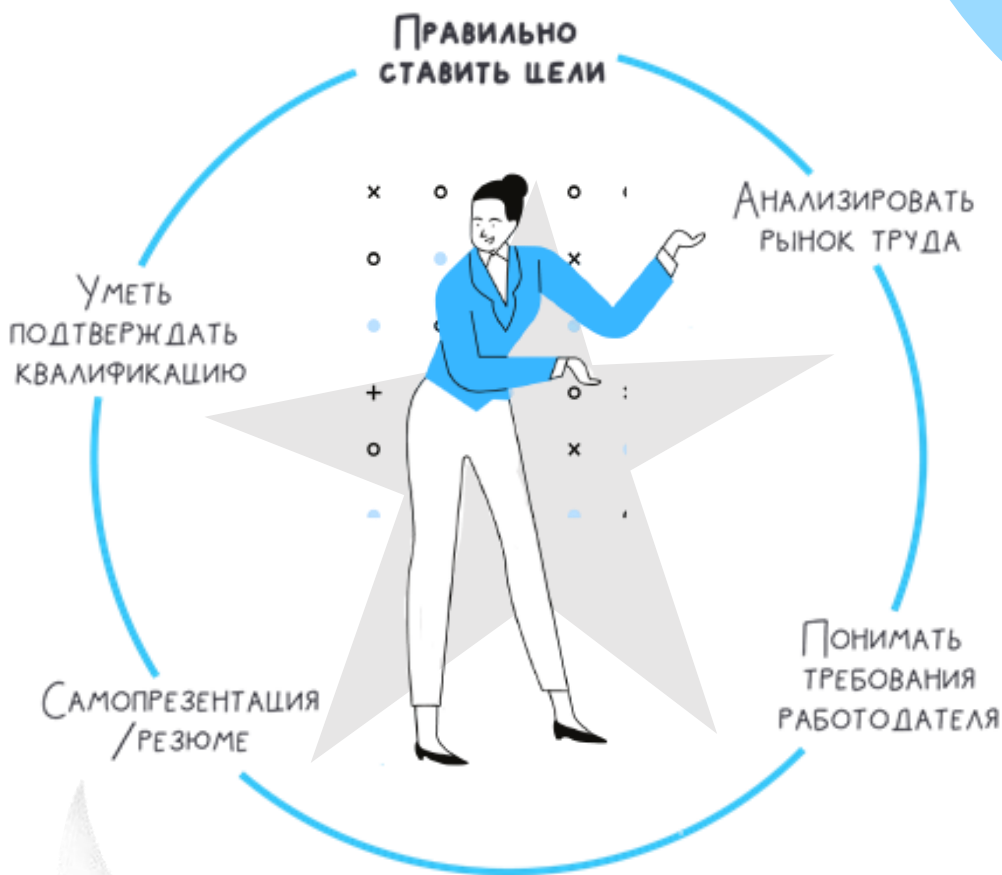 Правильно
ставить цели
Анализировать
рынок труда
Понимать
требования
работодателя
Самопрезентация
/резюме
Уметь
подтверждать
квалификацию